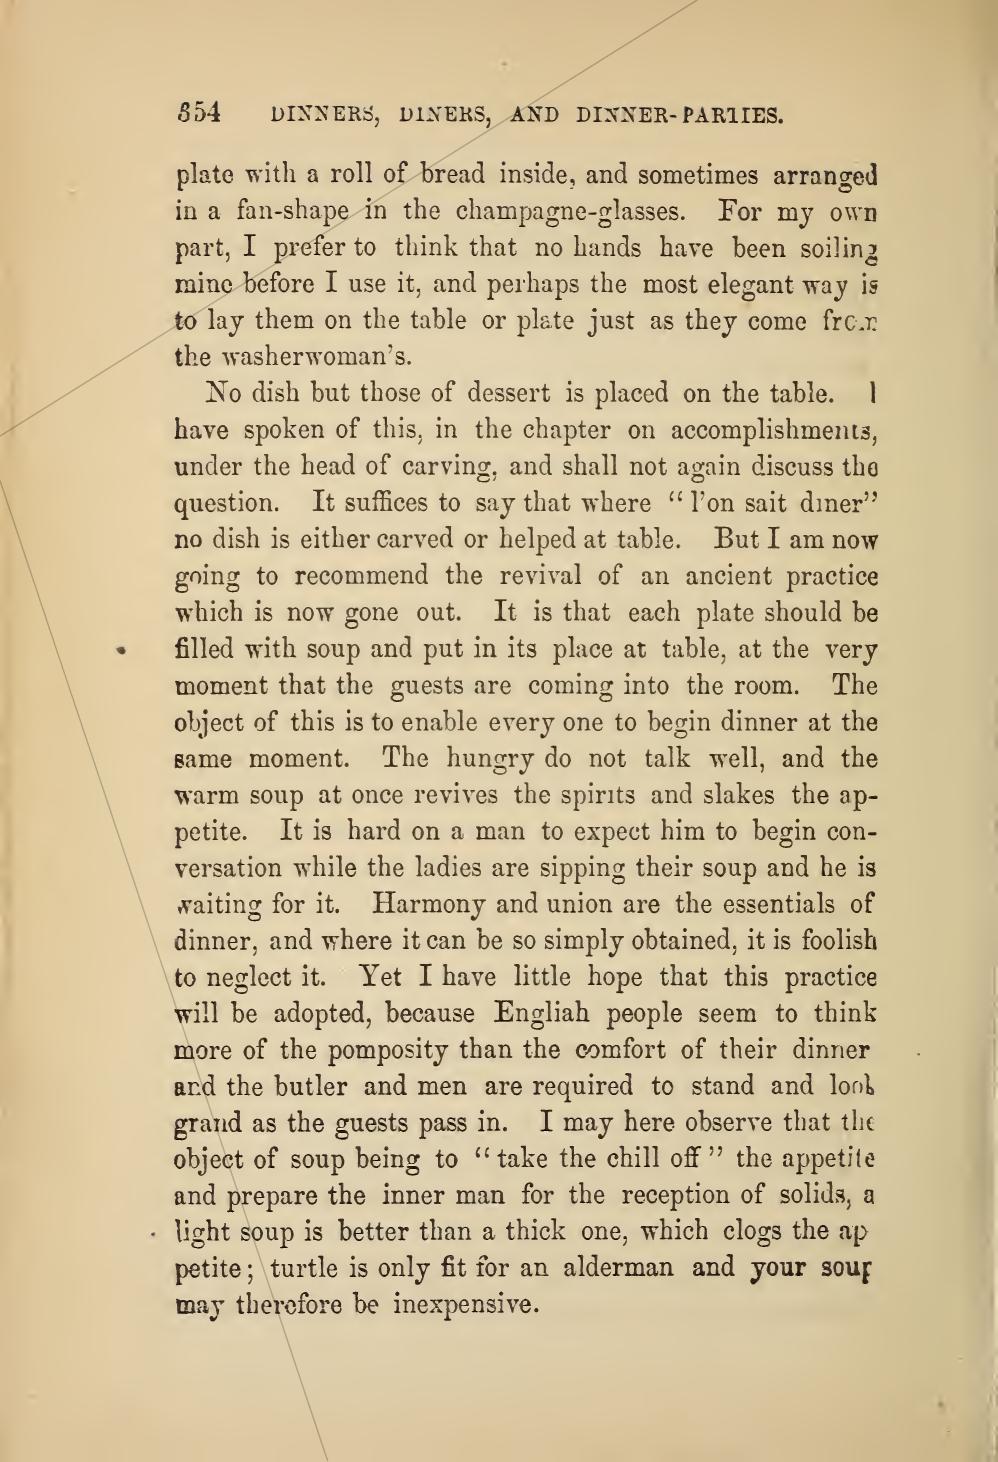 354 DINNERS, DINERS, AND DINNER-PARTIES.
plate with a roll of bread inside, and sometimes arranged
in a fan-shape in the champagne-glasses. For my own
part, I prefer to think that no hands have been soiling
mine before I use it, and perhaps the most elegant way is
to lay them on the table or plate just as they come from
the washerwoman's.
No dish but those of dessert is placed on the table. I
have spoken of this, in the chapter on accomplishments,
under the head of carving, and shall not again discuss the
question. It suffices to say that where “l'on sait diner”
no dish is either carved or helped at table. But I am now
going to recommend the revival of an ancient practice
which is now gone out. It is that each plate should be
filled with soup and put in its place at table, at the very
moment that the guests are coming into the room. The
object of this is to enable every one to begin dinner at the
same moment. The hungry do not talk well, and the
warm soup at once revives the spirits and slakes the ap-
petite. It is hard on a man to expect him to begin con-
versation while the ladies are sipping their soup and he is
waiting for it. Harmony and union are the essentials of
dinner, and where it can be so simply obtained, it is foolish
to neglect it. Yet I have little hope that this practice
will be adopted, because Engliah people seem to think
more of the pomposity than the comfort of their dinner
and the butler and men are required to stand and look
grand as the guests pass in. I may here observe that the
object of soup being to “take the chill off” the appetite
and prepare the inner man for the reception of solids, a
light soup is better than a thick one, which clogs the ap
petite; turtle is only fit for an alderman and your soup
may therefore be inexpensive.